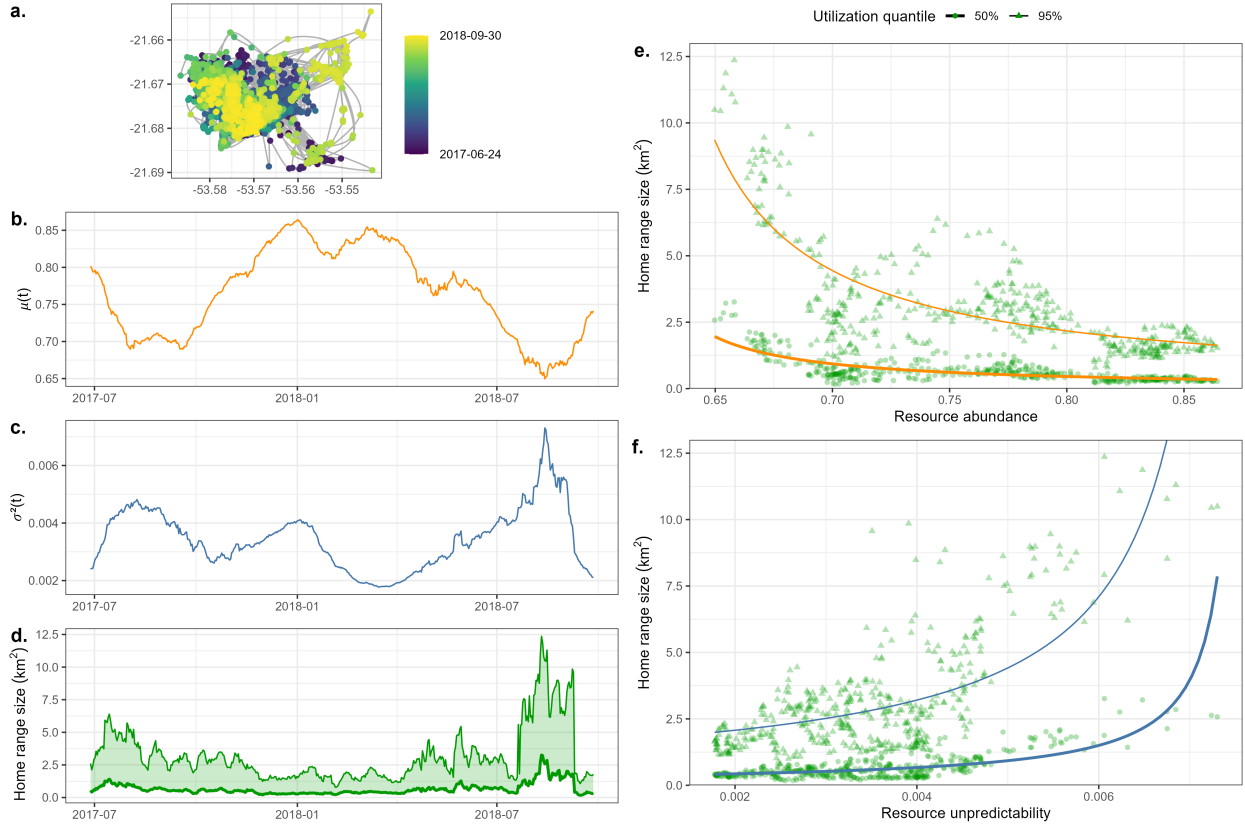 a.
-21.66
-21.67
-21.68
-21.69
-53.58 -53.57 -53.56 -53.55
2018-09-30
2017-06-24
b.
μ(t)
0.85
0.80
0.75
0.70
0.65
2017-07 2018-01 2018-07
c.
σ²(t)
0.006
0.004
0.002
2017-07 2018-01 2018-07
d.
Home range size (km²)
12.5
10.0
7.5
5.0
2.5
0.0
2017-07 2018-01 2018-07
Utilization quantile 50% 95%
e.
Home range size (km²)
12.5
10.0
7.5
5.0
2.5
0.0
0.65 0.70 0.75 0.80 0.85
Resource abundance
f.
Home range size (km²)
12.5
10.0
7.5
5.0
2.5
0.0
0.002 0.004 0.006
Resource unpredictability